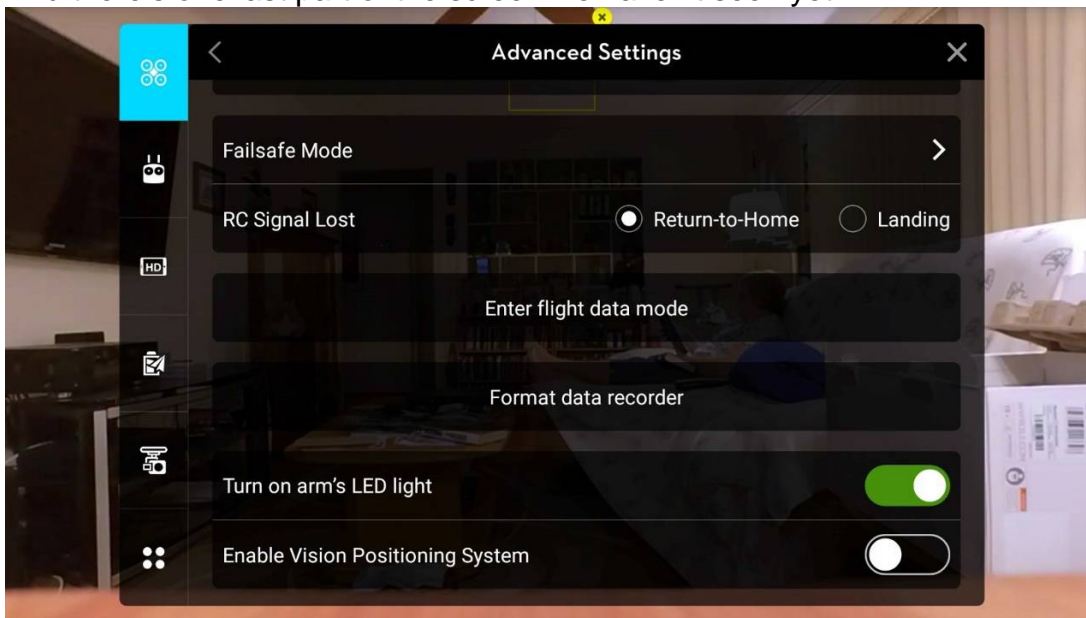 Advanced Settings
Failsafe Mode
RC Signal Lost
Return-to-Home
Landing
HD
Enter flight data mode
Format data recorder
Turn on arm's LED light
Enable Vision Positioning System